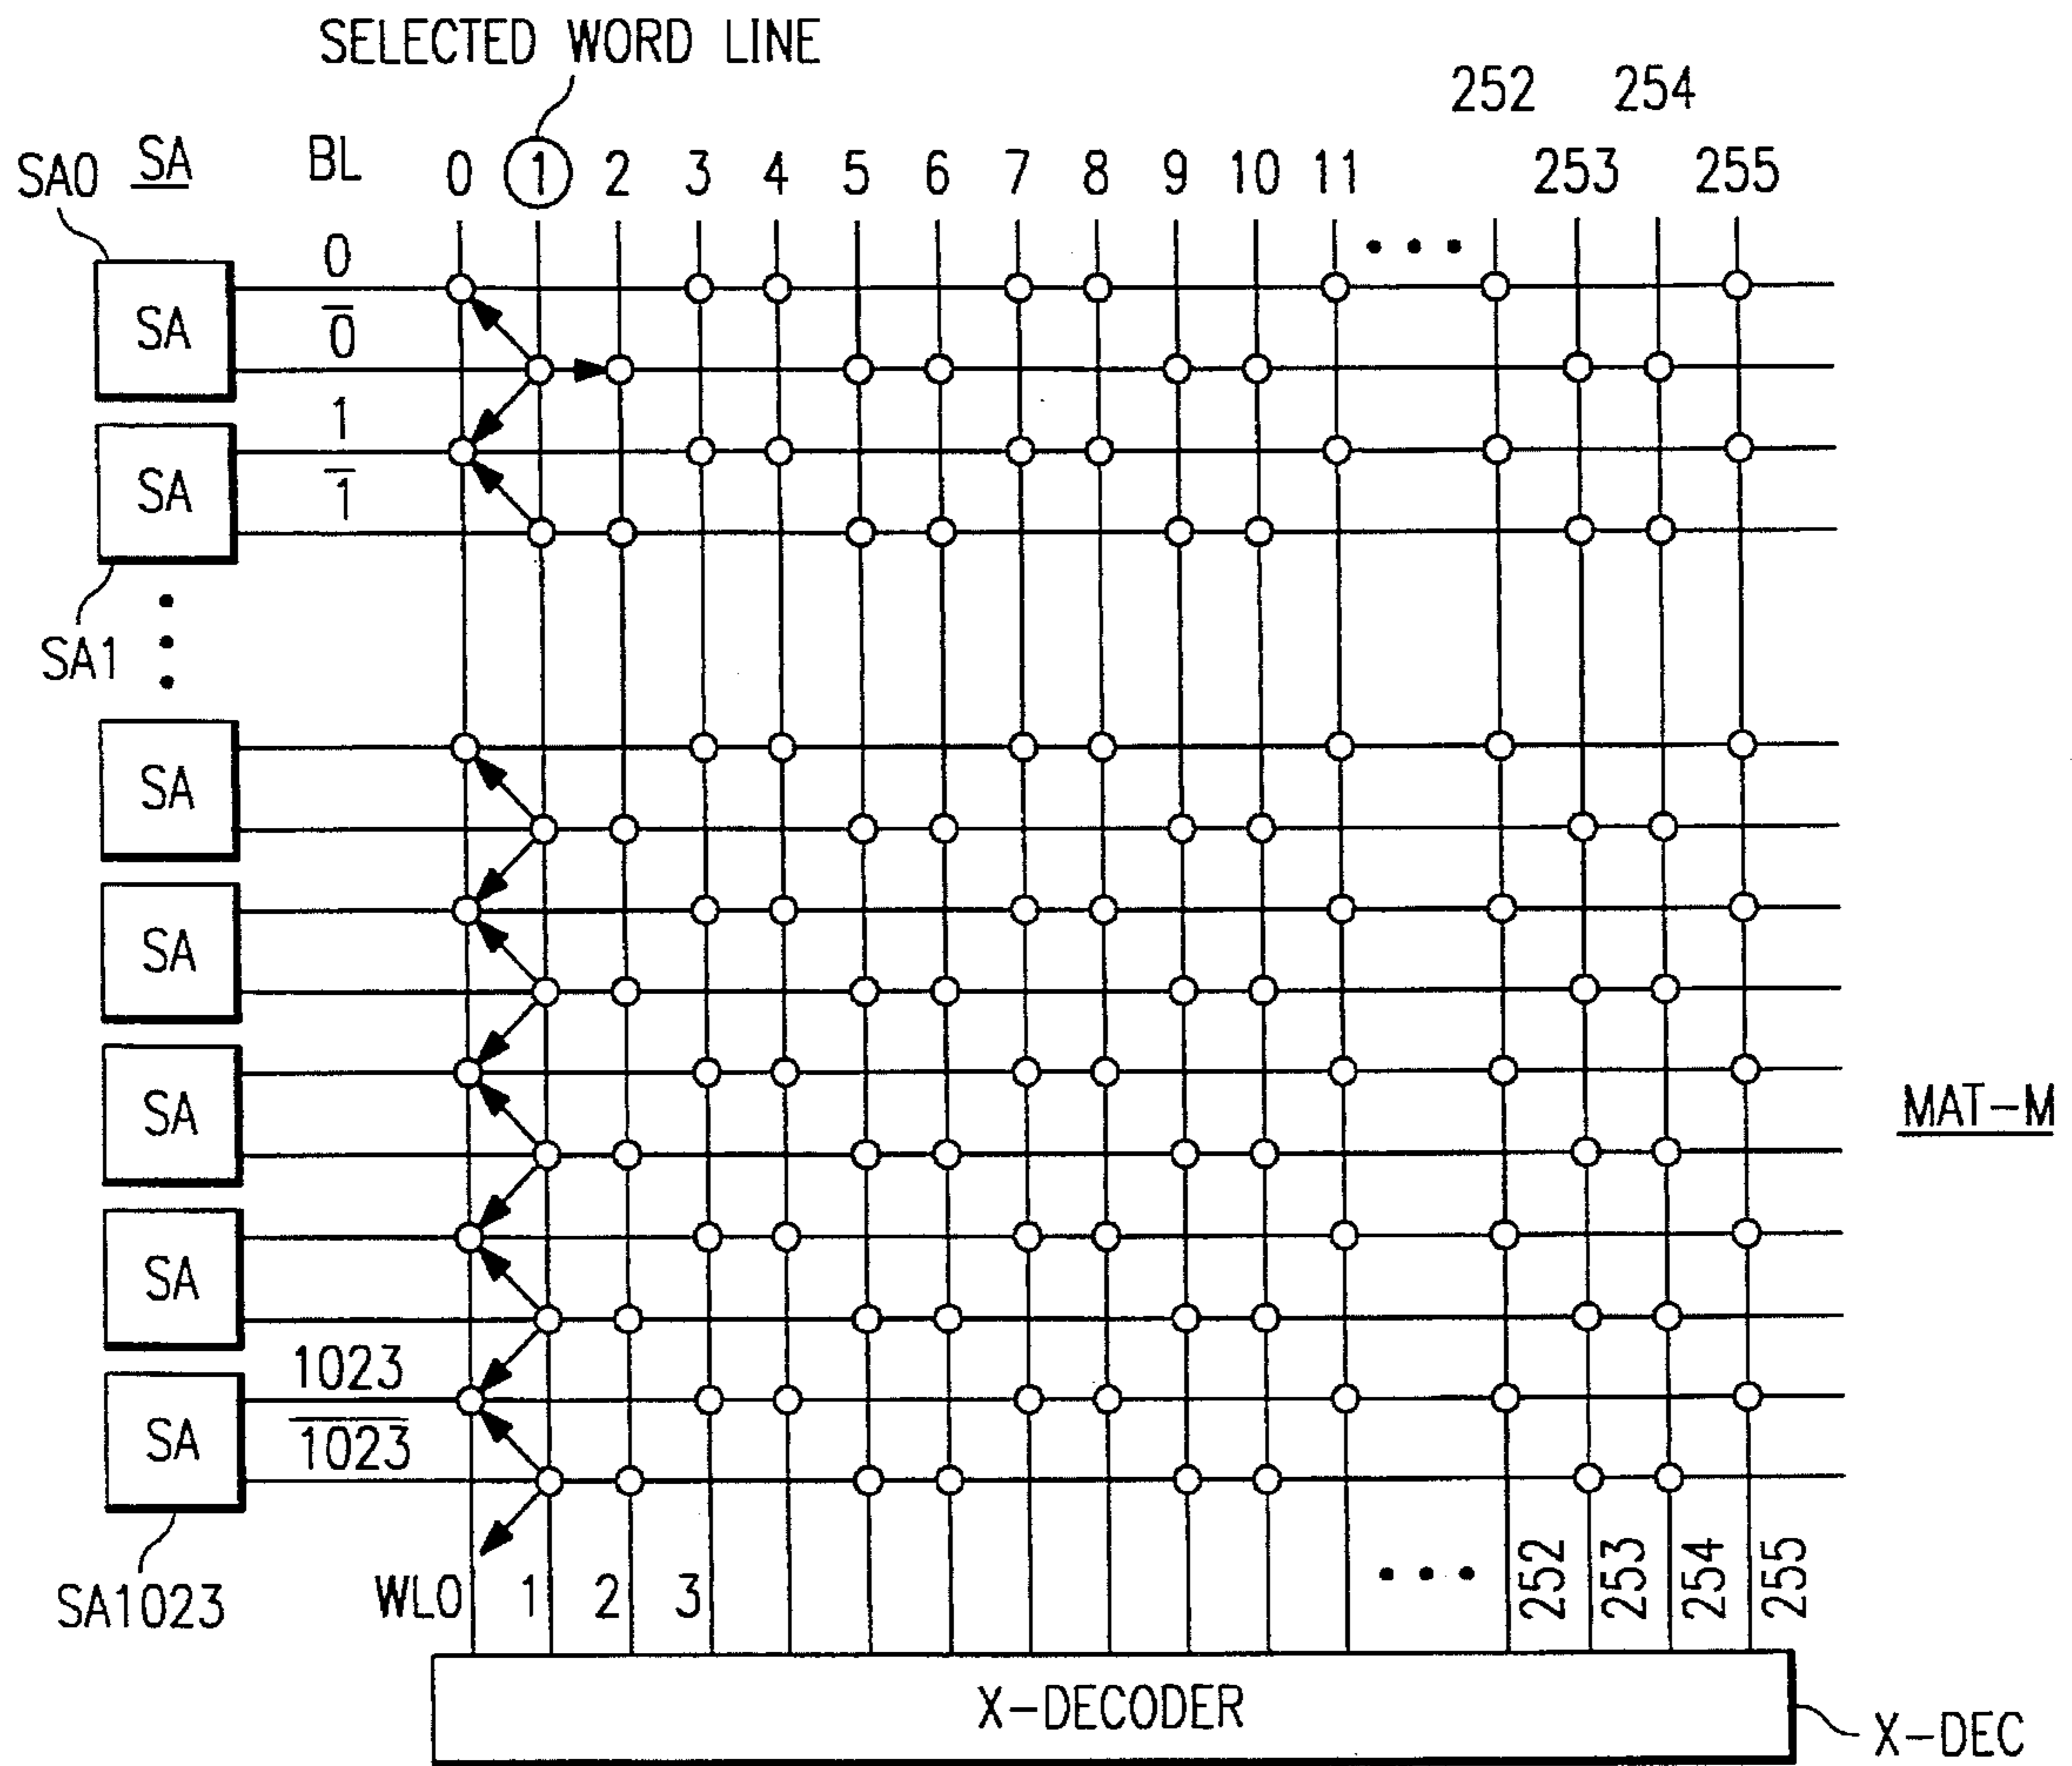 SELECTED WORD LINE
252 254
SA0 SA BL 0 1 2 3 4 5 6 7 8 9 10 11 253 255
0
SA
0̅
1
SA
1̅
SA1
SA
SA
SA
MAT-M
SA
1023
SA
1̅0̅2̅3̅
SA1023
WL0 1 2 3 252 253 254 255
X-DECODER
X-DEC